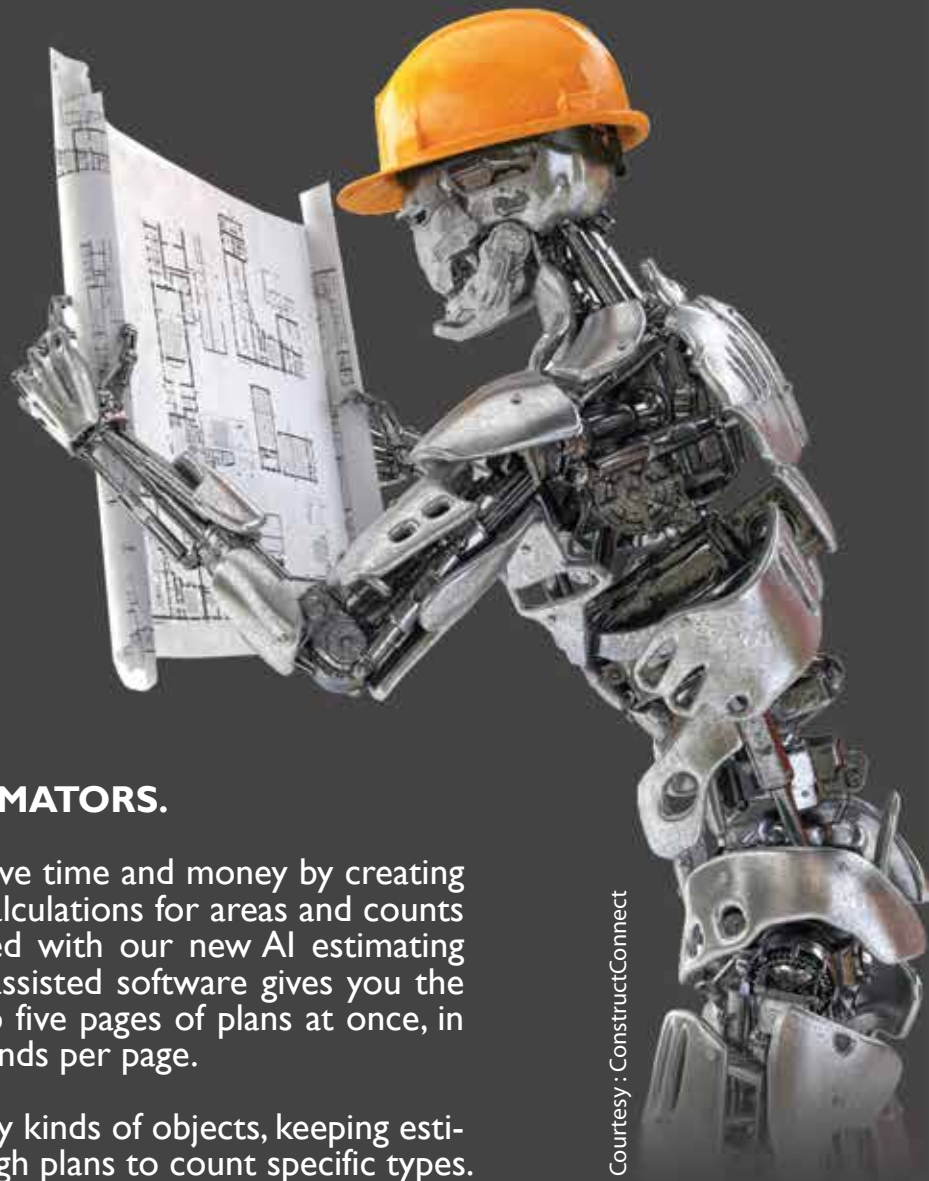 MATORS.
ve time and money by creating
alculations for areas and counts
ed with our new AI estimating
assisted software gives you the
o five pages of plans at once, in
nds per page.
y kinds of objects, keeping esti-
gh plans to count specific types.
Courtesy : ConstructConnect